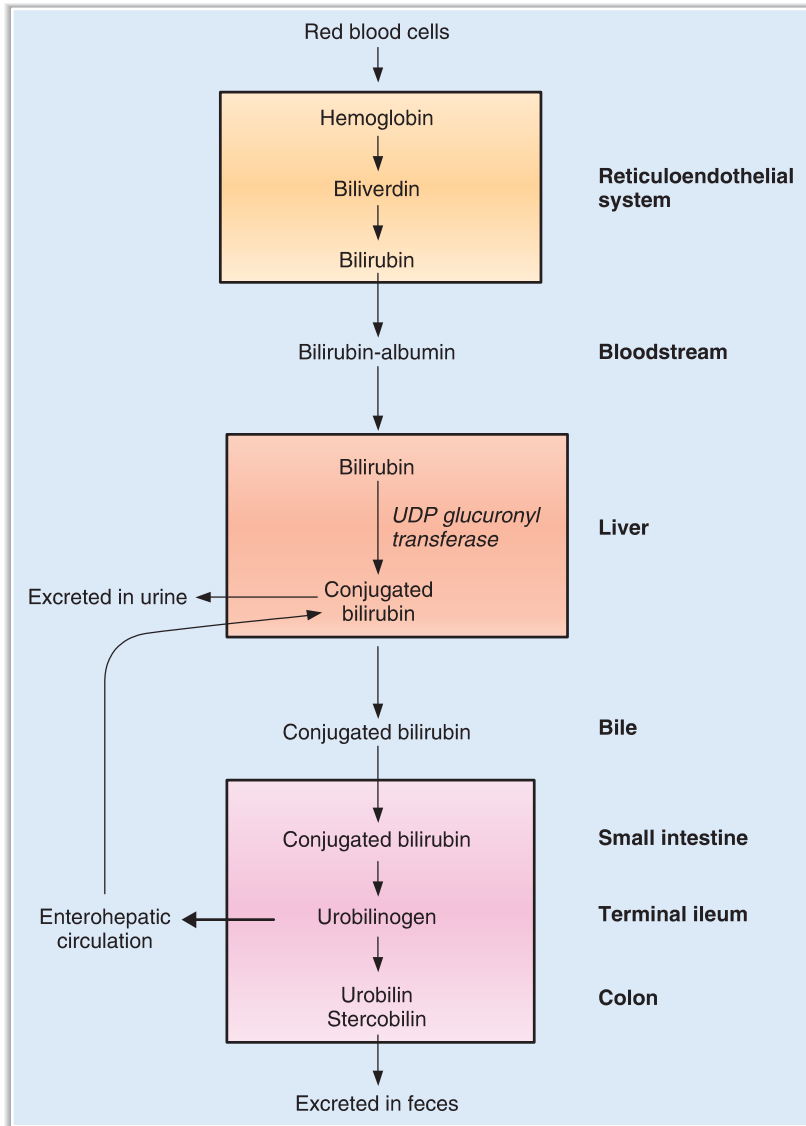 Red blood cells
Hemoglobin
Biliverdin
Reticuloendothelial
system
Bilirubin
Bilirubin-albumin
Bloodstream
Bilirubin
UDP glucuronyl
transferase
Liver
Excreted in urine
Conjugated
bilirubin
Conjugated bilirubin
Bile
Conjugated bilirubin
Small intestine
Enterohepatic
circulation
Urobilinogen
Terminal ileum
Urobilin
Stercobilin
Colon
Excreted in feces